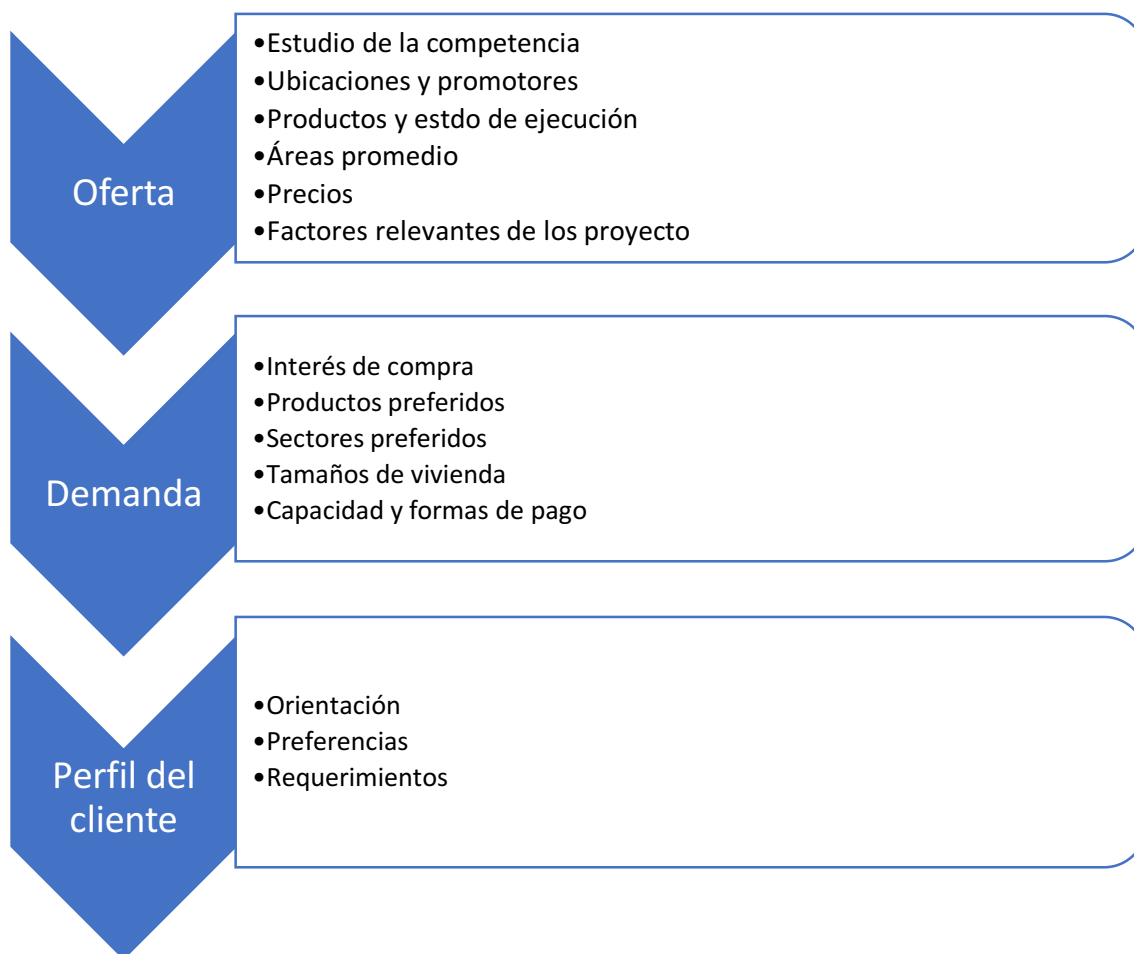 Oferta
•Estudio de la competencia
•Ubicaciones y promotores
•Productos y estdo de ejecución
•Áreas promedio
•Precios
•Factores relevantes de los proyecto
Demanda
•Interés de compra
•Productos preferidos
•Sectores preferidos
•Tamaños de vivienda
•Capacidad y formas de pago
Perfil del
cliente
•Orientación
•Preferencias
•Requerimientos